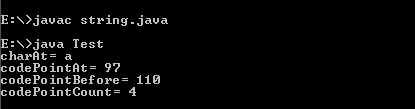 E:\>javac string.java
E:\>java Test
charAt= a
codePointAt= 97
codePointBefore= 110
codePointCount= 4